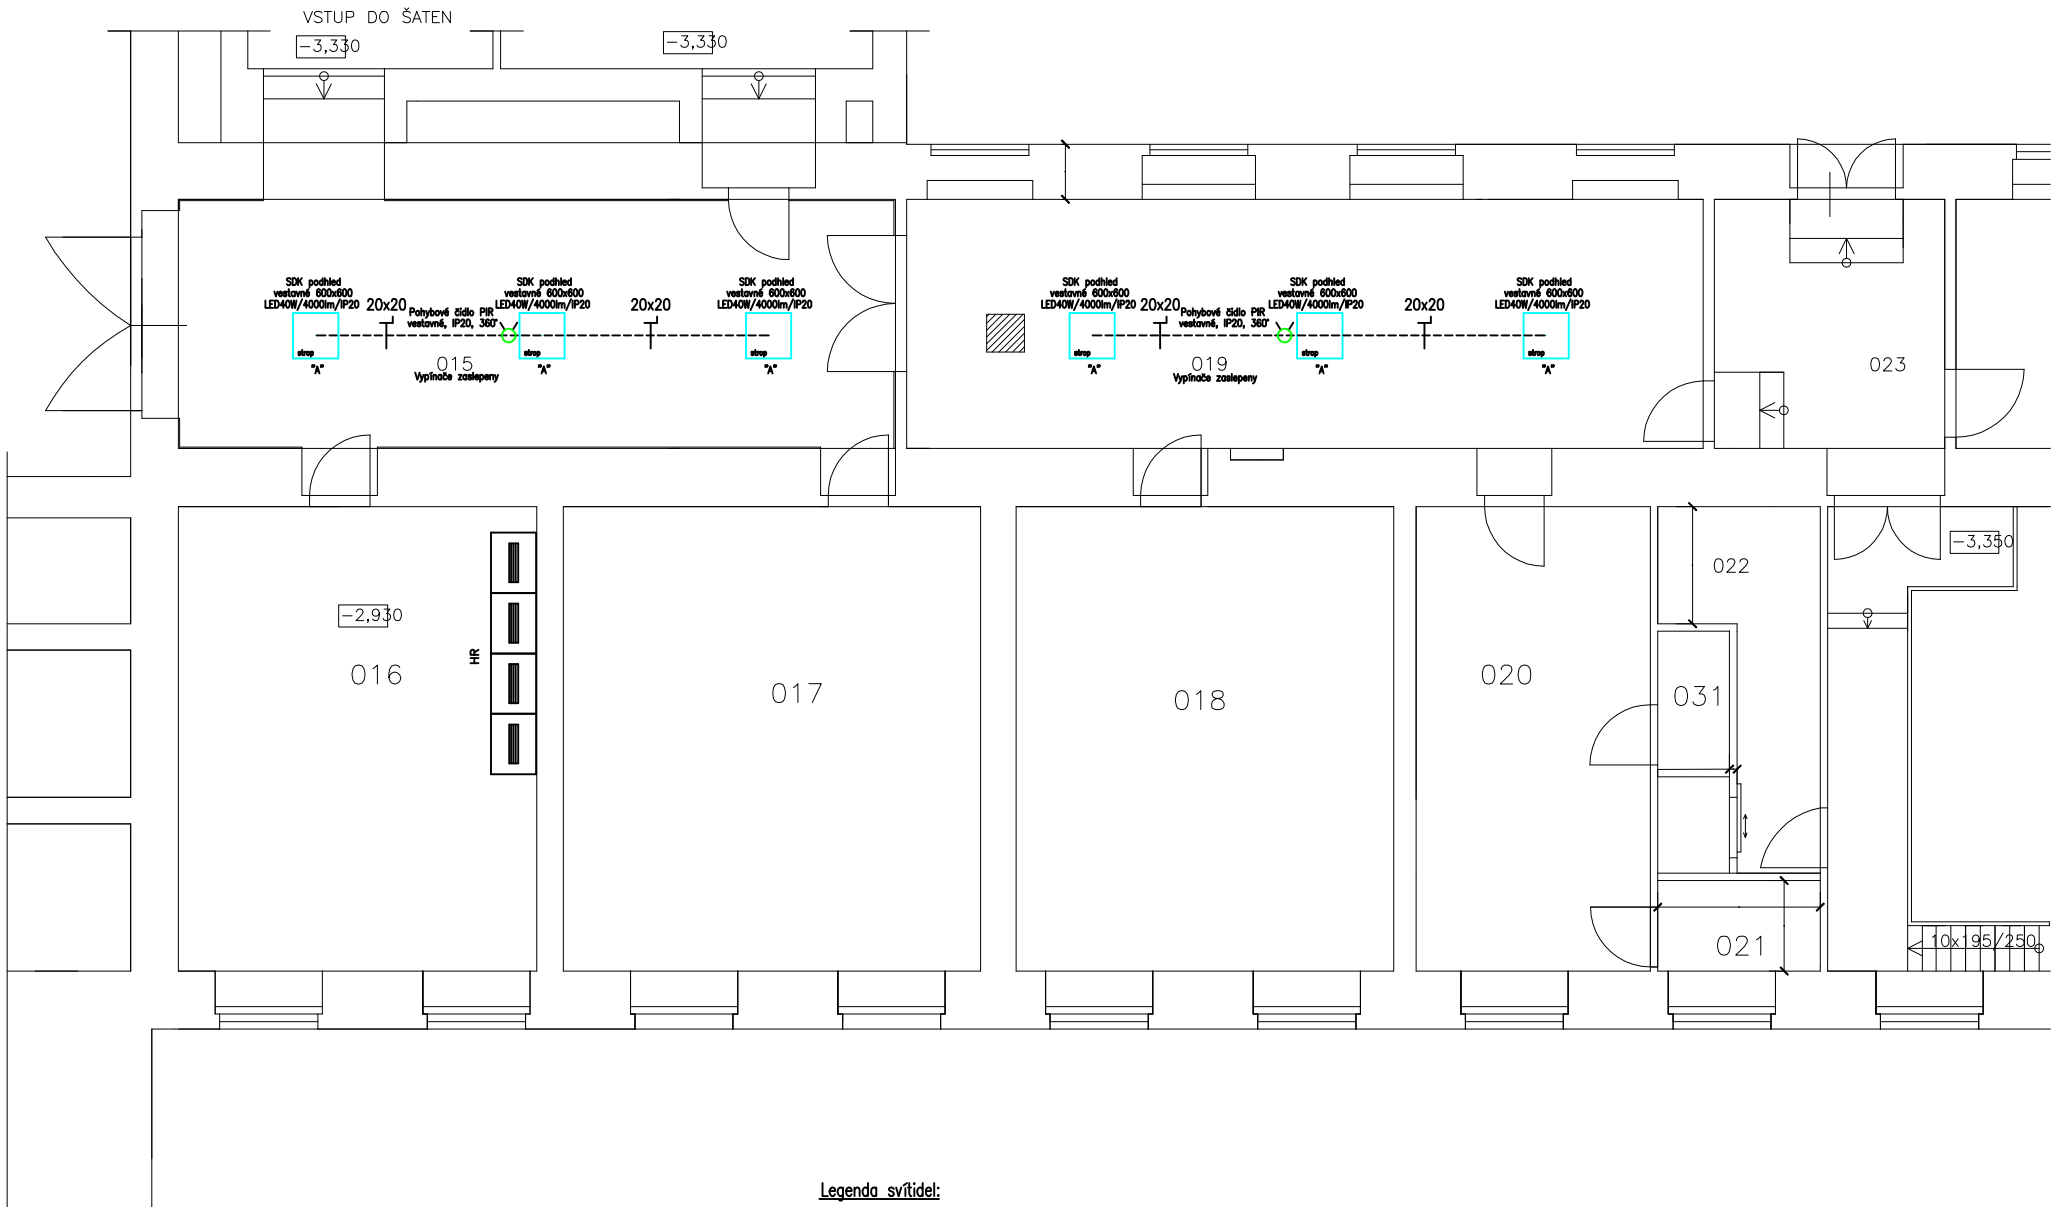 VSTUP DO ŠATEN
-3,330
-3,330
SDK podhled
vestavné 600x600
LED40W/4000lm/IP20
20x20
Pohybové čidlo PIR
vestavné, IP20, 360°
SDK podhled
vestavné 600x600
LED40W/4000lm/IP20
20x20
SDK podhled
vestavné 600x600
LED40W/4000lm/IP20
strop
"A"
015
Vypínače zaslepeny
strop
"A"
strop
"A"
SDK podhled
vestavné 600x600
LED40W/4000lm/IP20
20x20
Pohybové čidlo PIR
vestavné, IP20, 360°
SDK podhled
vestavné 600x600
LED40W/4000lm/IP20
20x20
SDK podhled
vestavné 600x600
LED40W/4000lm/IP20
strop
"A"
019
Vypínače zaslepeny
strop
"A"
strop
"A"
023
-3,350
022
-2,930
HR
016
017
018
020
031
021
10x195/250
Legenda svítidel: